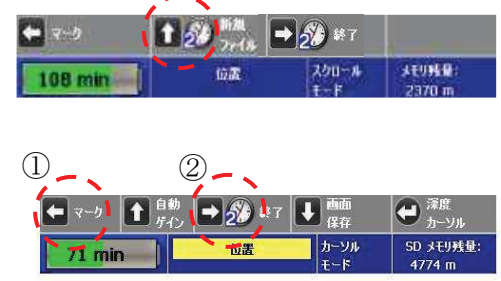 マーク
新規
ファイル
2
終了
2
108 min
位置
スクロール
モード
メモリ残量:
2370 m
①
②
マーク
自動
ゲイン
2
終了
画面
保存
深度
カーソル
71 min
位置
カーソル
モード
SD メモリ残量:
4774 m